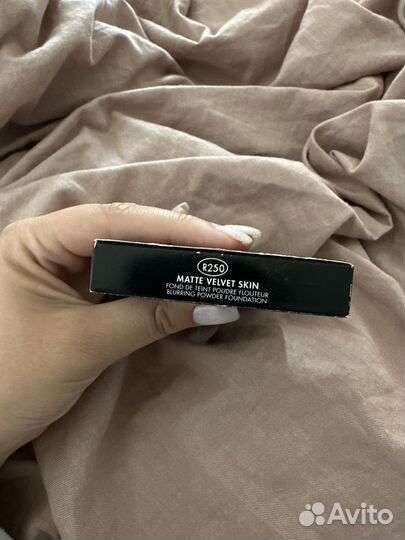 R250
MATTE VELVET SKIN
FOND DE TEINT POUDRE FLOUTEUR
BLURRING POWDER FOUNDATION
Avito